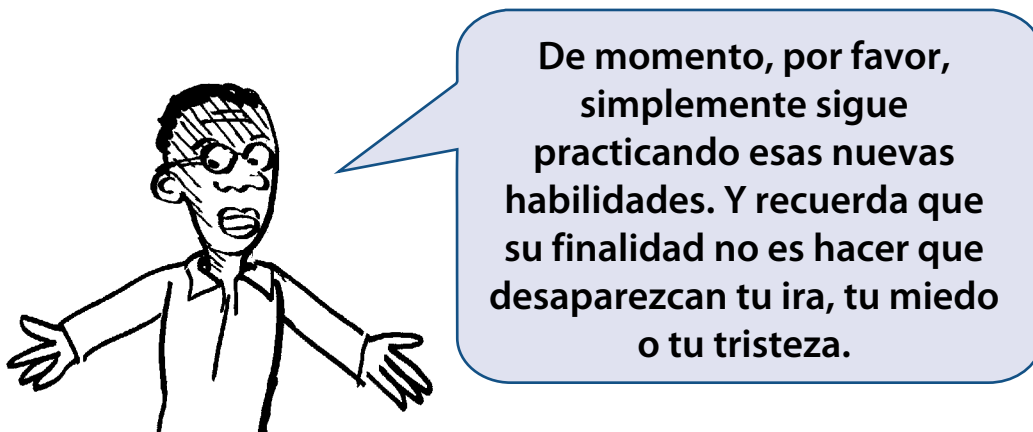 De momento, por favor,
simplemente sigue
practicando esas nuevas
habilidades. Y recuerda que
su finalidad no es hacer que
desaparezcan tu ira, tu miedo
o tu tristeza.